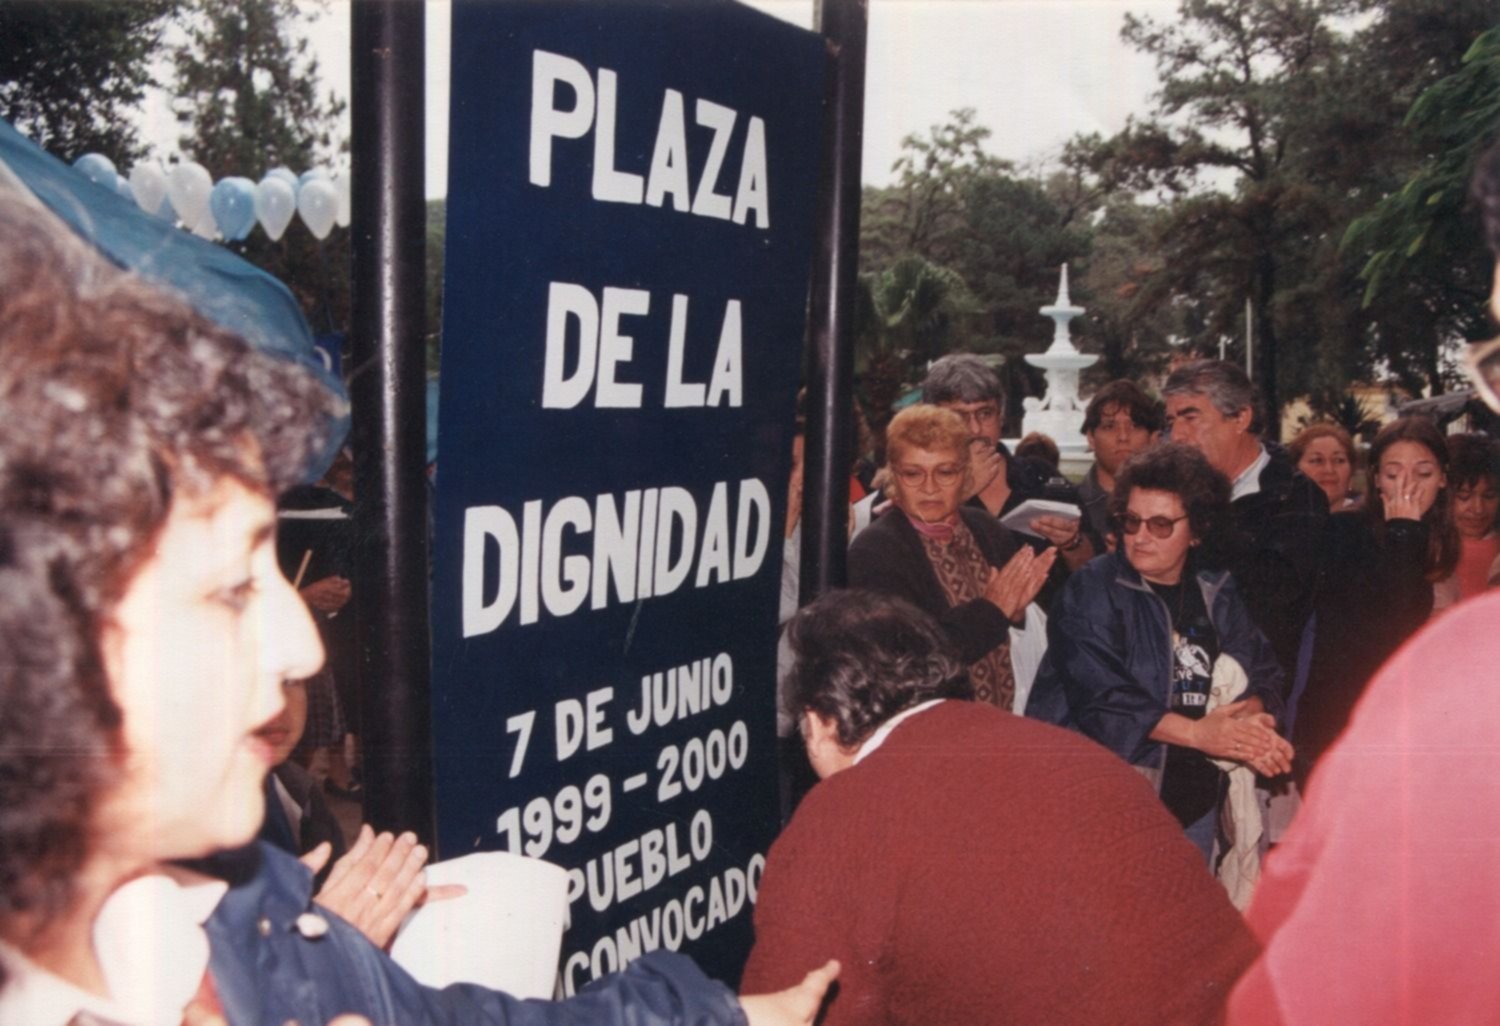 PLAZA
DE LA
DIGNIDAD
7 DE JUNIO
1999-2000
PUEBLO
CONVOCADO